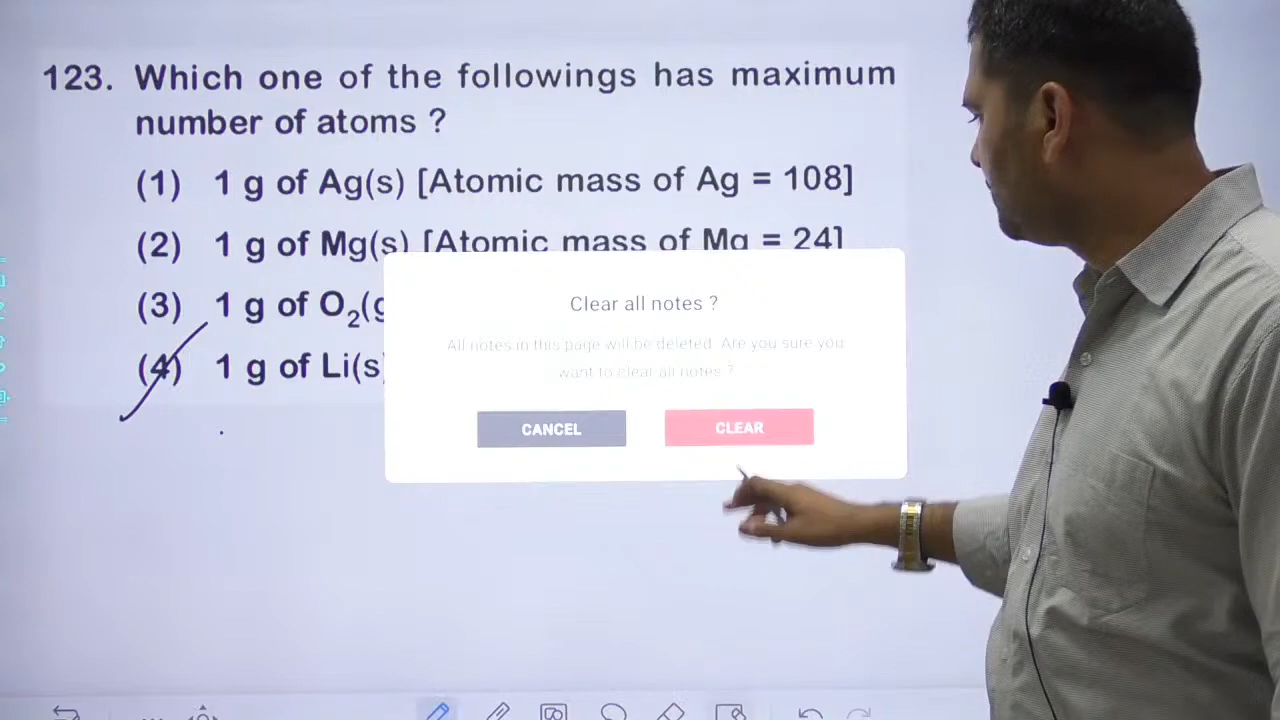 123. Which one of the followings has maximum
number of atoms ?
(1) 1 g of Ag(s) [Atomic mass of Ag = 108]
(2) 1 g of Mg(s) [Atomic mass of Mg = 24]
(3) 1 g of O2(g
(4) 1 g of Li(s)
Clear all notes ?
All notes in this page will be deleted. Are you sure you
want to clear all notes ?
CANCEL CLEAR